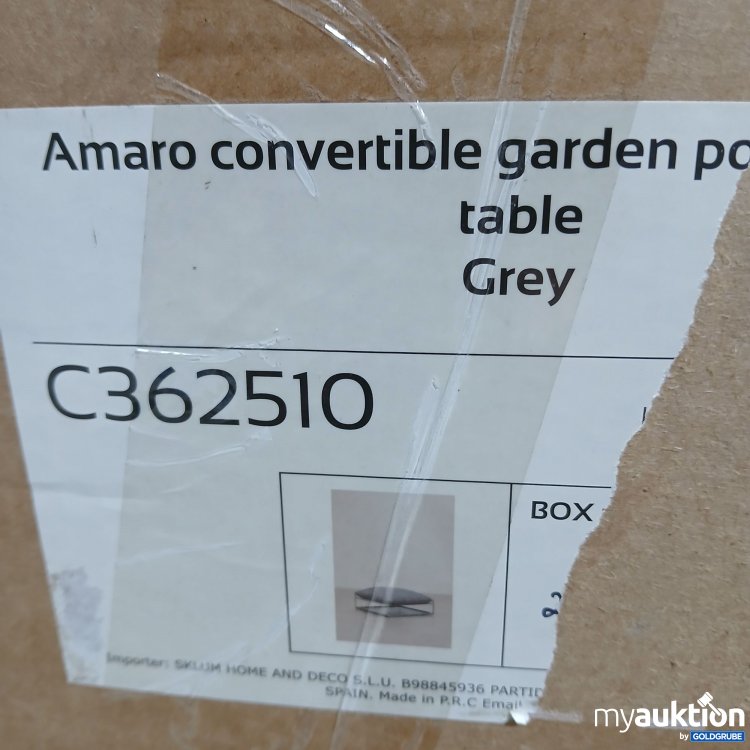 Amaro convertible garden po
table
Grey
C362510
BOX
Importer: SKLUM HOME AND DECO S.L.U. B98845936 PARTID
SPAIN. Made in P.R.C Email
myauktion
by GOLDGRUBE